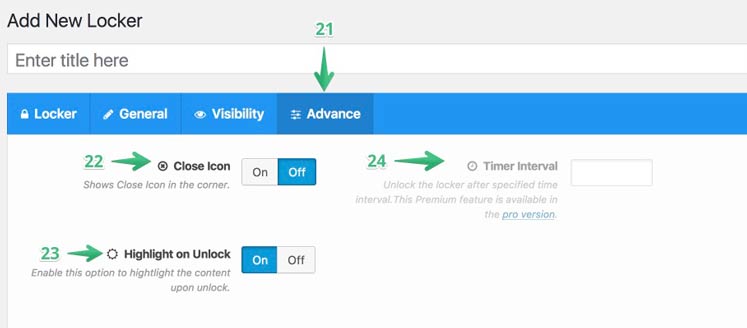 Add New Locker
21
Enter title here
Locker General Visibility Advance
22 Close Icon On Off
Shows Close Icon in the corner.
24 Timer Interval
Unlock the locker after specified time
interval.This Premium feature is available in
the pro version.
23 Highlight on Unlock On Off
Enable this option to hightlight the content
upon unlock.